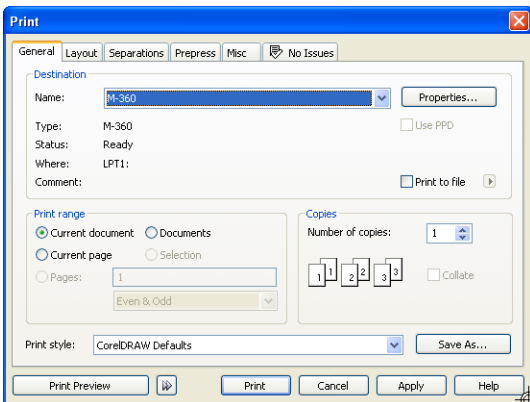 Print
General Layout Separations Prepress Misc No Issues
Destination
Name: M-360 Properties...
Type: M-360 Use PPD
Status: Ready
Where: LPT1:
Comment: Print to file
Print range Copies
Current document Documents Number of copies: 1
Current page Selection
Pages: 1 1 1 2 2 3 3 Collate
Even & Odd
Print style: CorelDRAW Defaults Save As...
Print Preview Print Cancel Apply Help